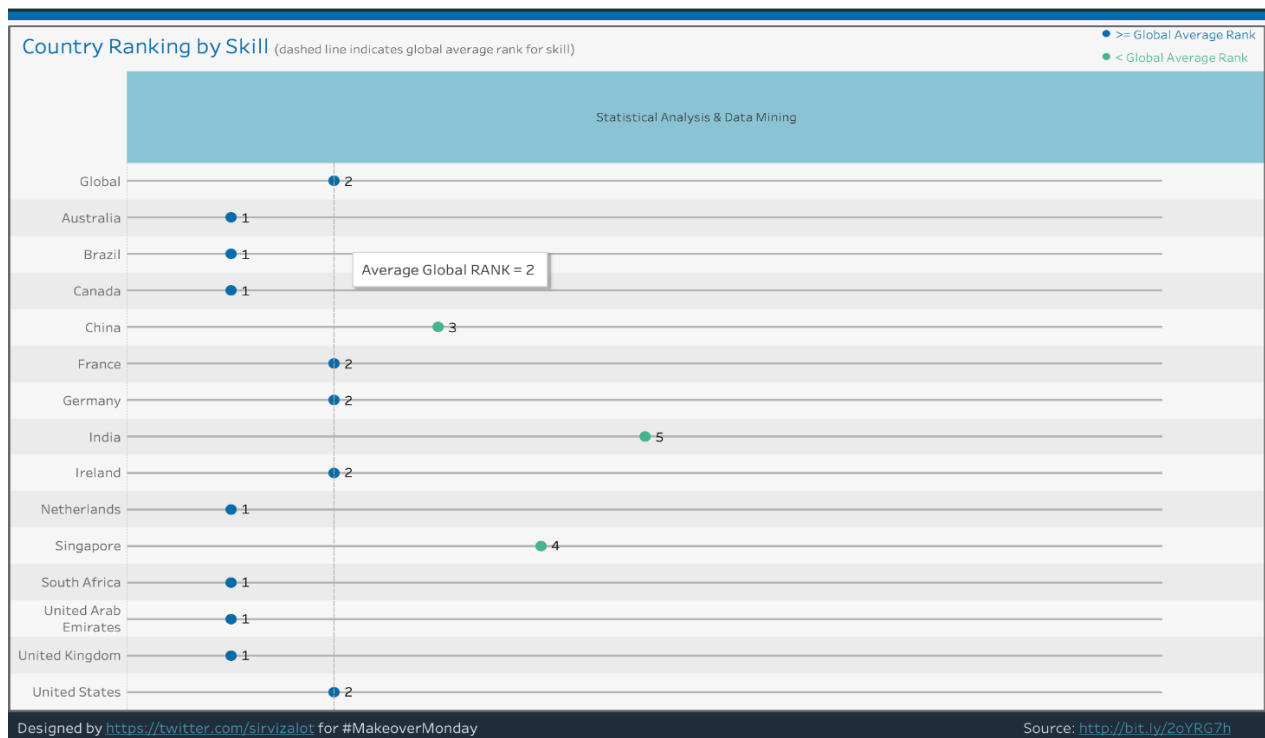 Country Ranking by Skill (dashed line indicates global average rank for skill)
>= Global Average Rank
< Global Average Rank
Statistical Analysis & Data Mining
Global 2
Australia 1
Brazil 1
Average Global RANK = 2
Canada 1
China 3
France 2
Germany 2
India 5
Ireland 2
Netherlands 1
Singapore 4
South Africa 1
United Arab
Emirates 1
United Kingdom 1
United States 2
Designed by https://twitter.com/sirvizalot for #MakeoverMonday
Source: http://bit.ly/2oYRG7h